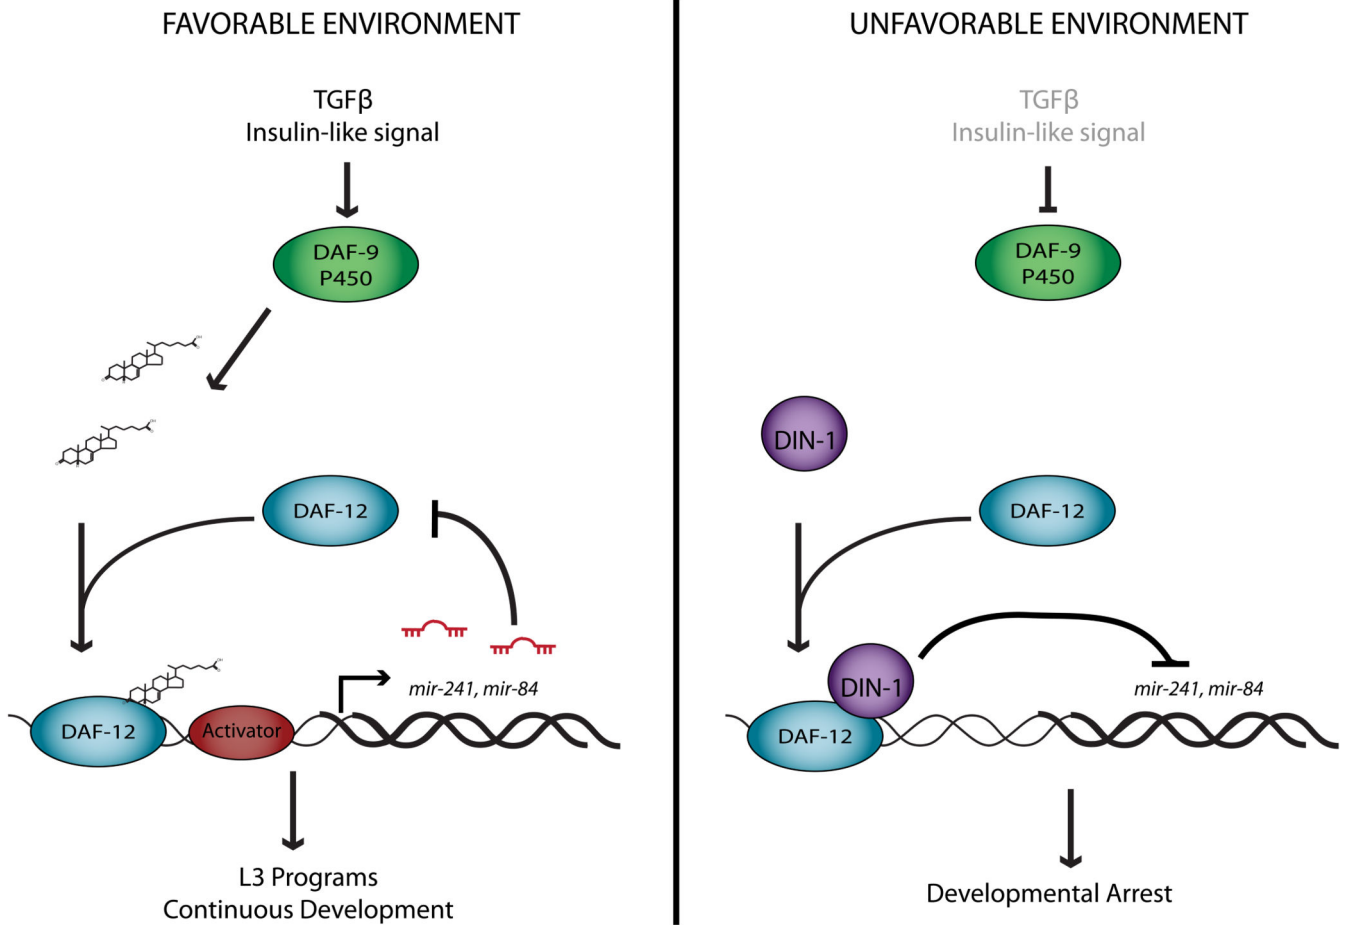 FAVORABLE ENVIRONMENT
TGFβ
Insulin-like signal
DAF-9
P450
DAF-12
mir-241, mir-84
DAF-12
Activator
L3 Programs
Continuous Development
UNFAVORABLE ENVIRONMENT
TGFβ
Insulin-like signal
DAF-9
P450
DIN-1
DAF-12
DIN-1
mir-241, mir-84
DAF-12
Developmental Arrest